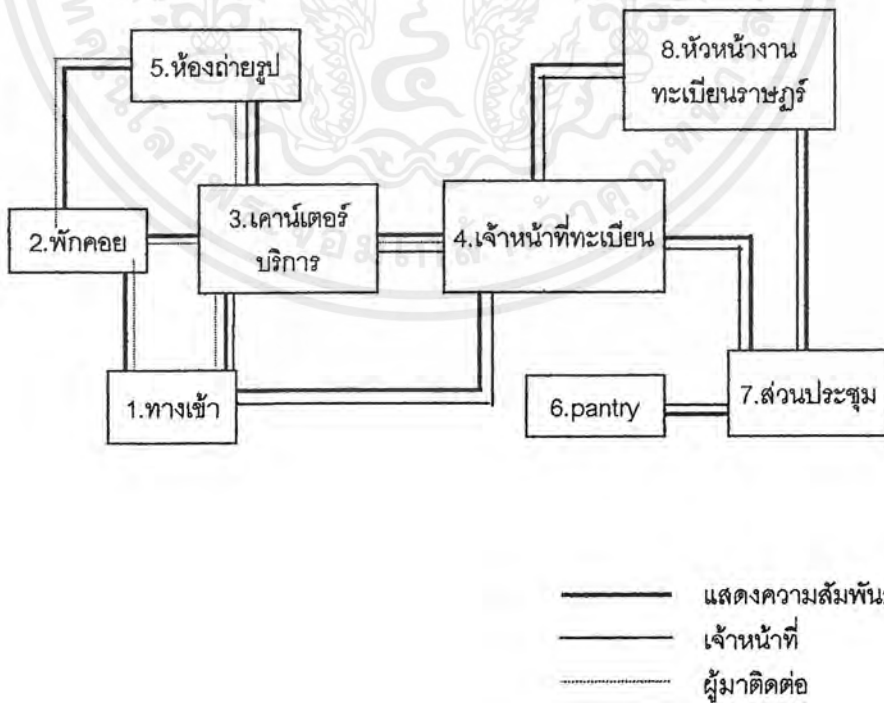 5.ห้องถ่ายรูป
8.หัวหน้างาน
ทะเบียนราษฎร์
3.เคาน์เตอร์
บริการ
2.พักคอย
4.เจ้าหน้าที่ทะเบียน
1.ทางเข้า
6.pantry
7.ส่วนประชุม
แสดงความสัมพัน
เจ้าหน้าที่
ผู้มาติดต่อ